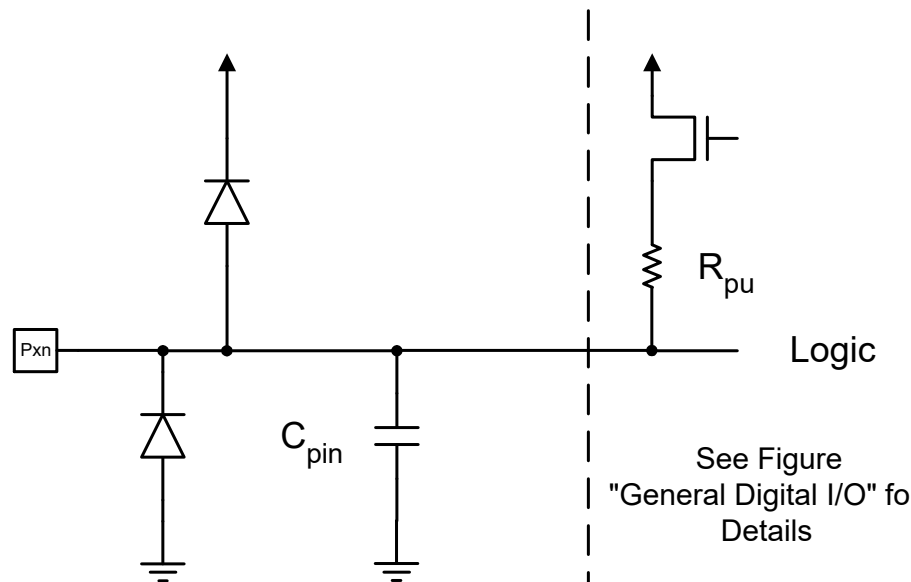 R
pu
Pxn
Logic
C
pin
See Figure
"General Digital I/O" fo
Details